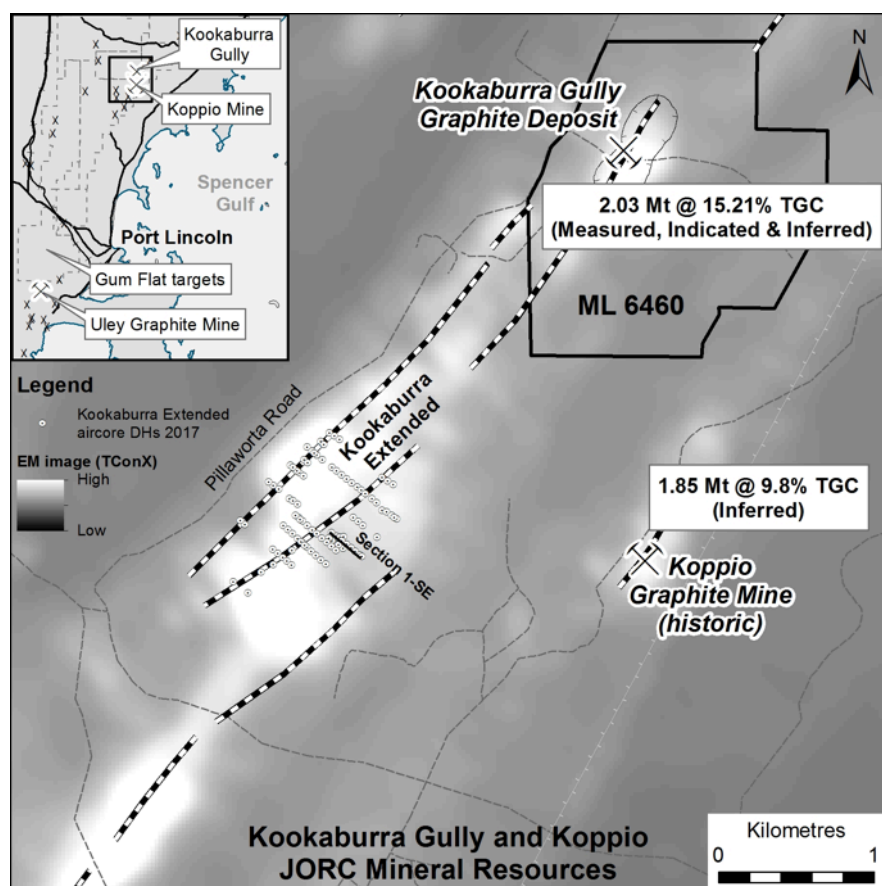 Kookaburra
Gully
Koppio Mine
Spencer
Gulf
Port Lincoln
Gum Flat targets
Uley Graphite Mine
N
Kookaburra Gully
Graphite Deposit
2.03 Mt @ 15.21% TGC
(Measured, Indicated & Inferred)
ML 6460
Legend
Kookaburra Extended
aircore DHs 2017
EM image (TConX)
High
Low
Pillaworta Road
Kookaburra
Extended
Section 1-SE
1.85 Mt @ 9.8% TGC
(Inferred)
Koppio
Graphite Mine
(historic)
Kookaburra Gully and Koppio
JORC Mineral Resources
Kilometres
0 1